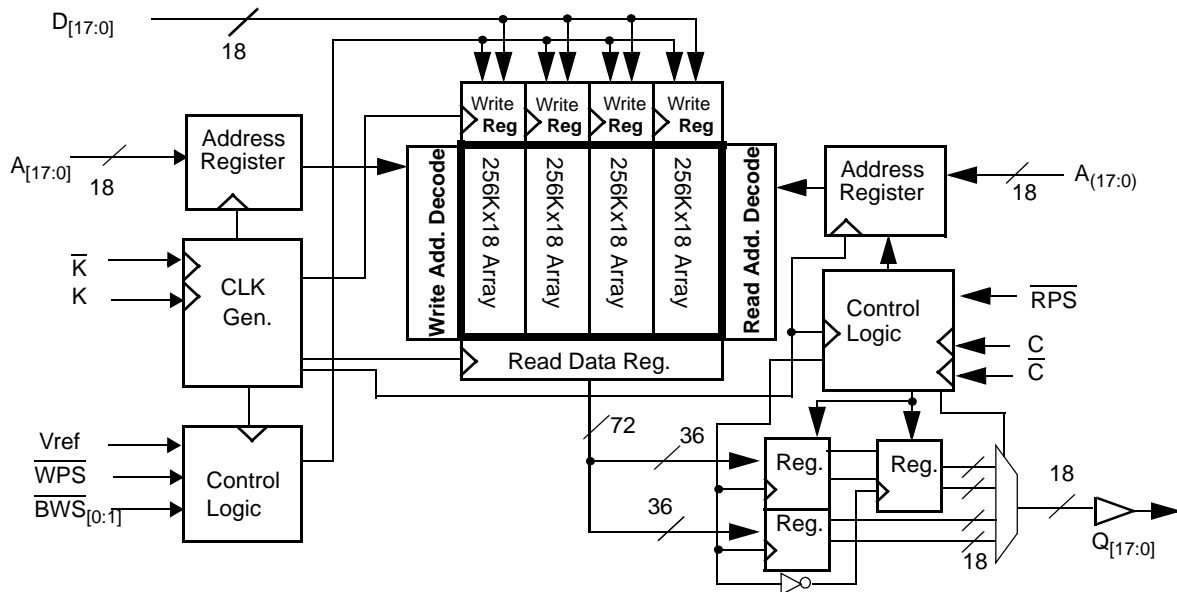 D[17:0]
18
Write Reg
Write Reg
Write Reg
Write Reg
Address Register
A[17:0]
18
Write Add. Decode
256Kx18 Array
256Kx18 Array
256Kx18 Array
256Kx18 Array
Read Add. Decode
Address Register
18
A(17:0)
K̅
K
CLK Gen.
Control Logic
R̅P̅S̅
C
C̅
Read Data Reg.
72
Vref
W̅P̅S̅
B̅W̅S̅[0:1]
Control Logic
36
Reg.
Reg.
36
Reg.
18
18
Q[17:0]